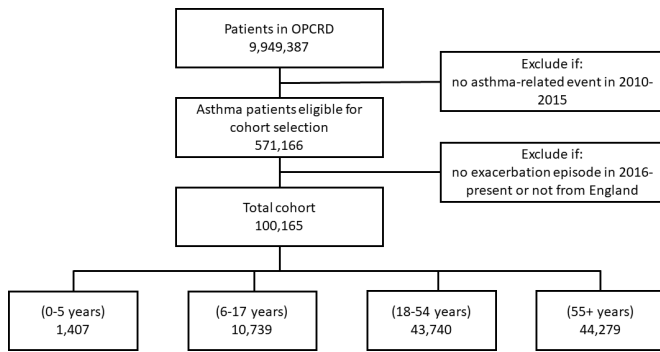 Patients in OPCRD
9,949,387
Exclude if:
no asthma-related event in 2010-
2015
Asthma patients eligible for
cohort selection
571,166
Exclude if:
no exacerbation episode in 2016-
present or not from England
Total cohort
100,165
(0-5 years)
1,407
(6-17 years)
10,739
(18-54 years)
43,740
(55+ years)
44,279